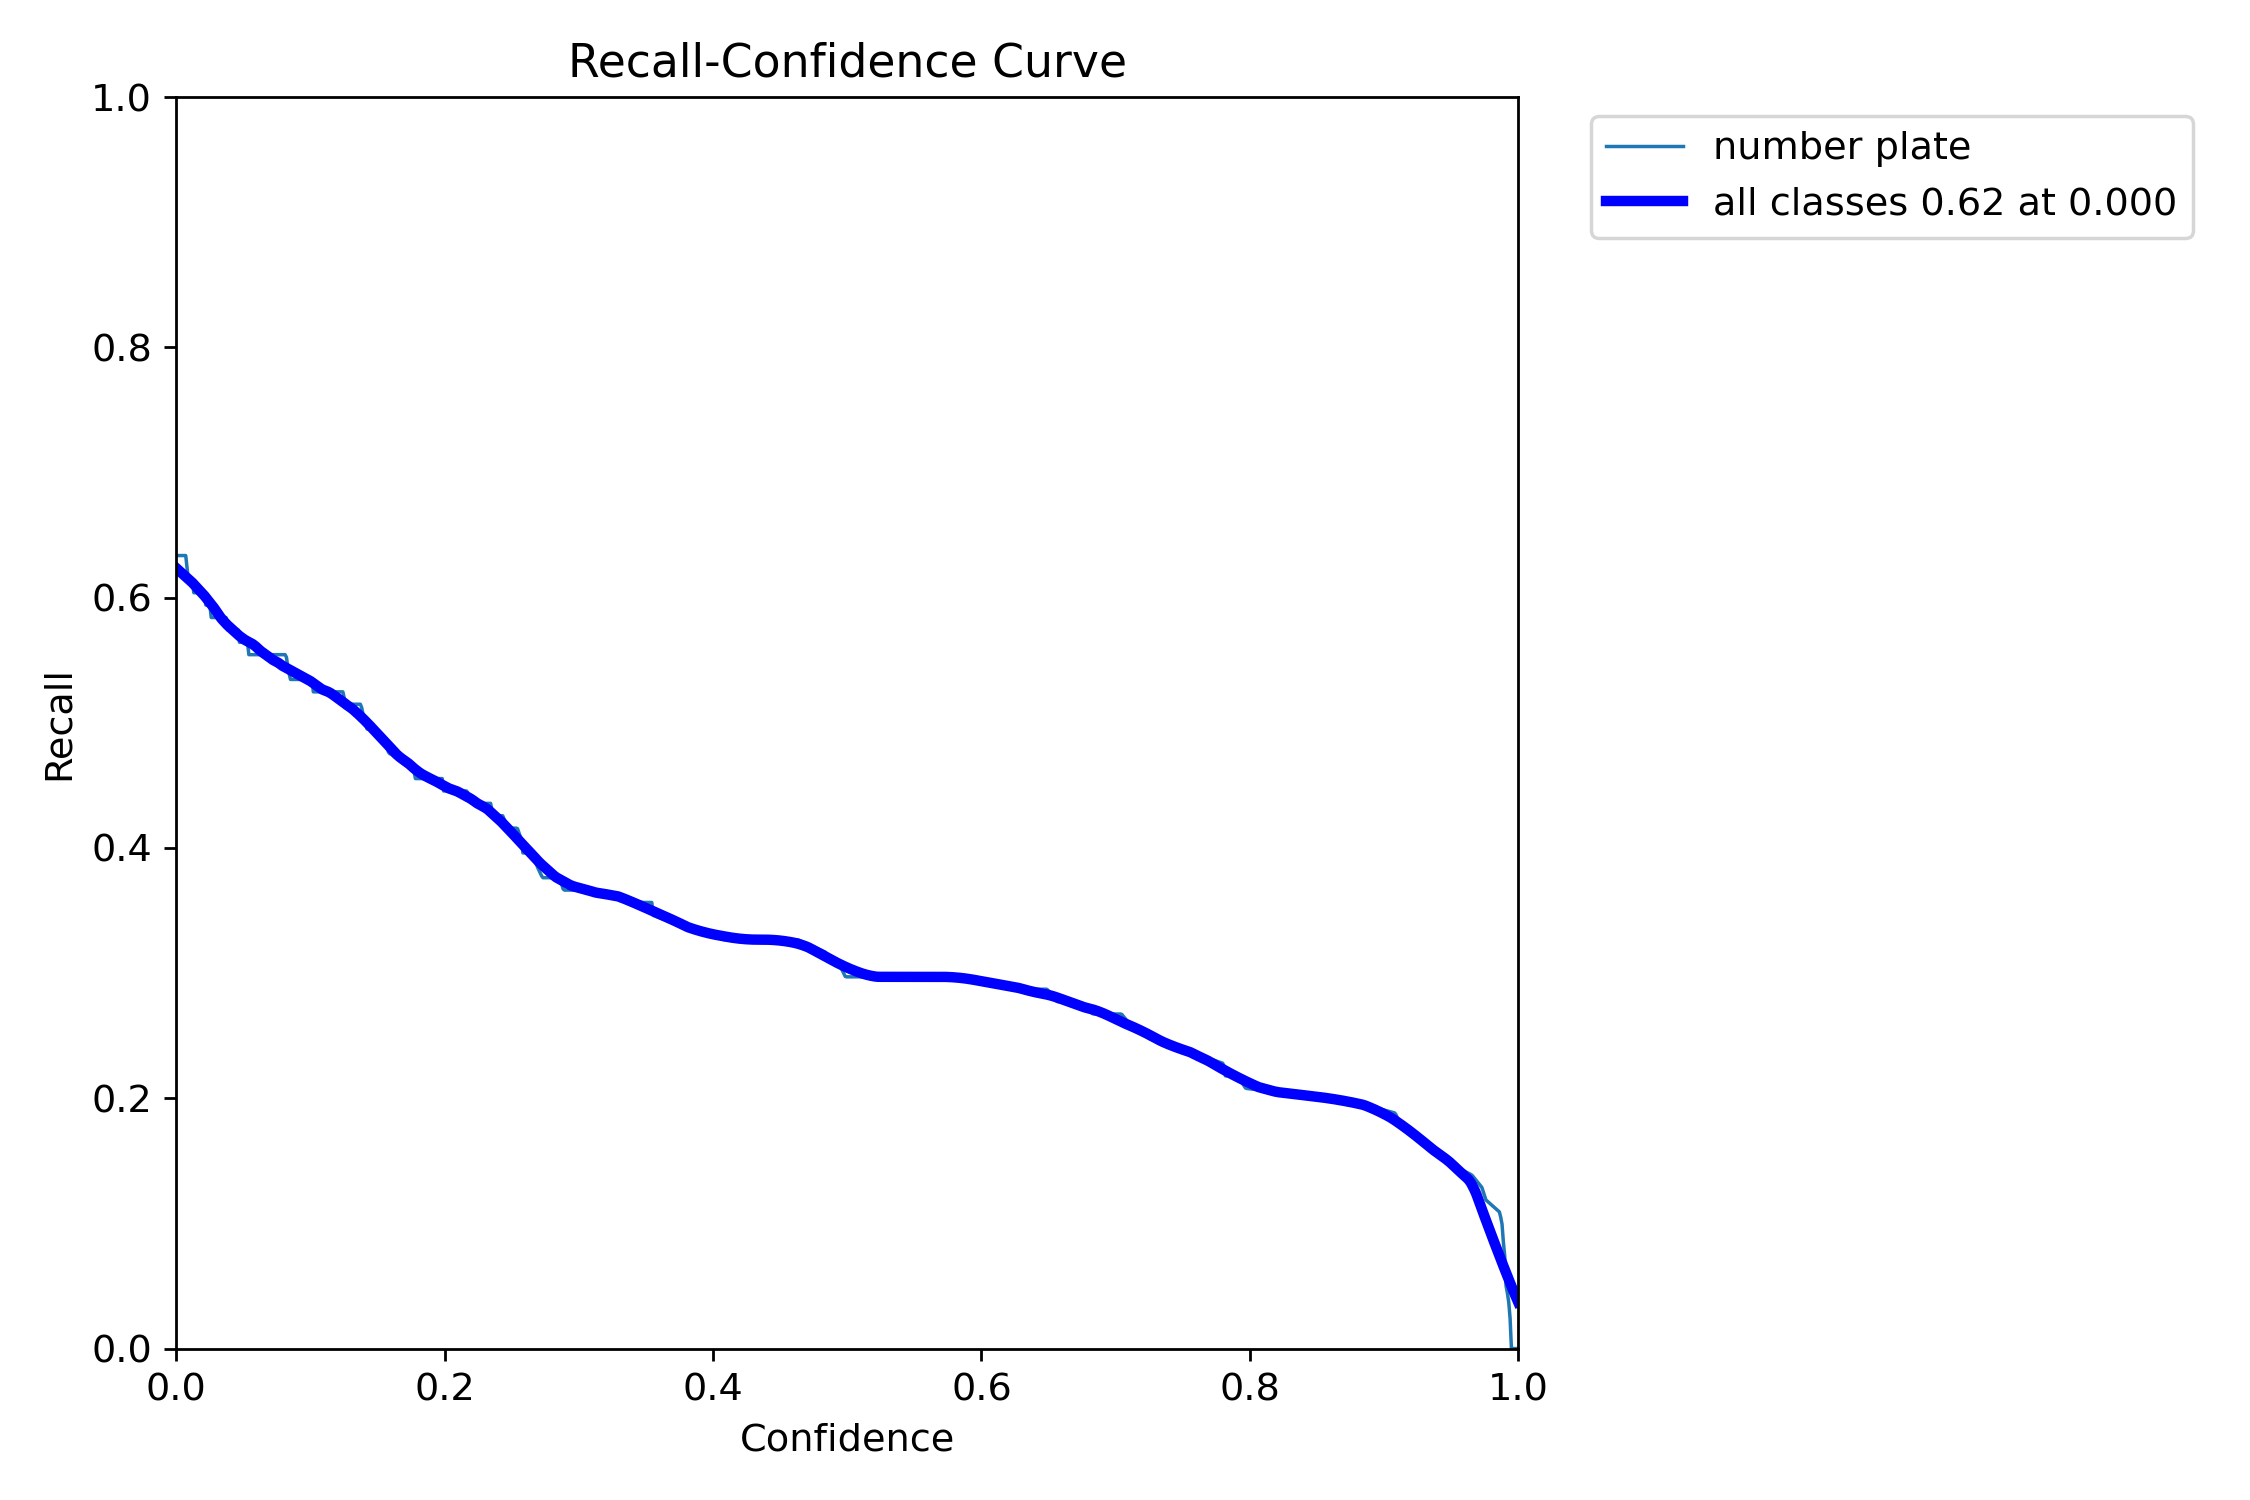 Recall-Confidence Curve
1.0
0.8
0.6
0.4
0.2
0.0
Recall
0.0 0.2 0.4 0.6 0.8 1.0
Confidence
number plate
all classes 0.62 at 0.000